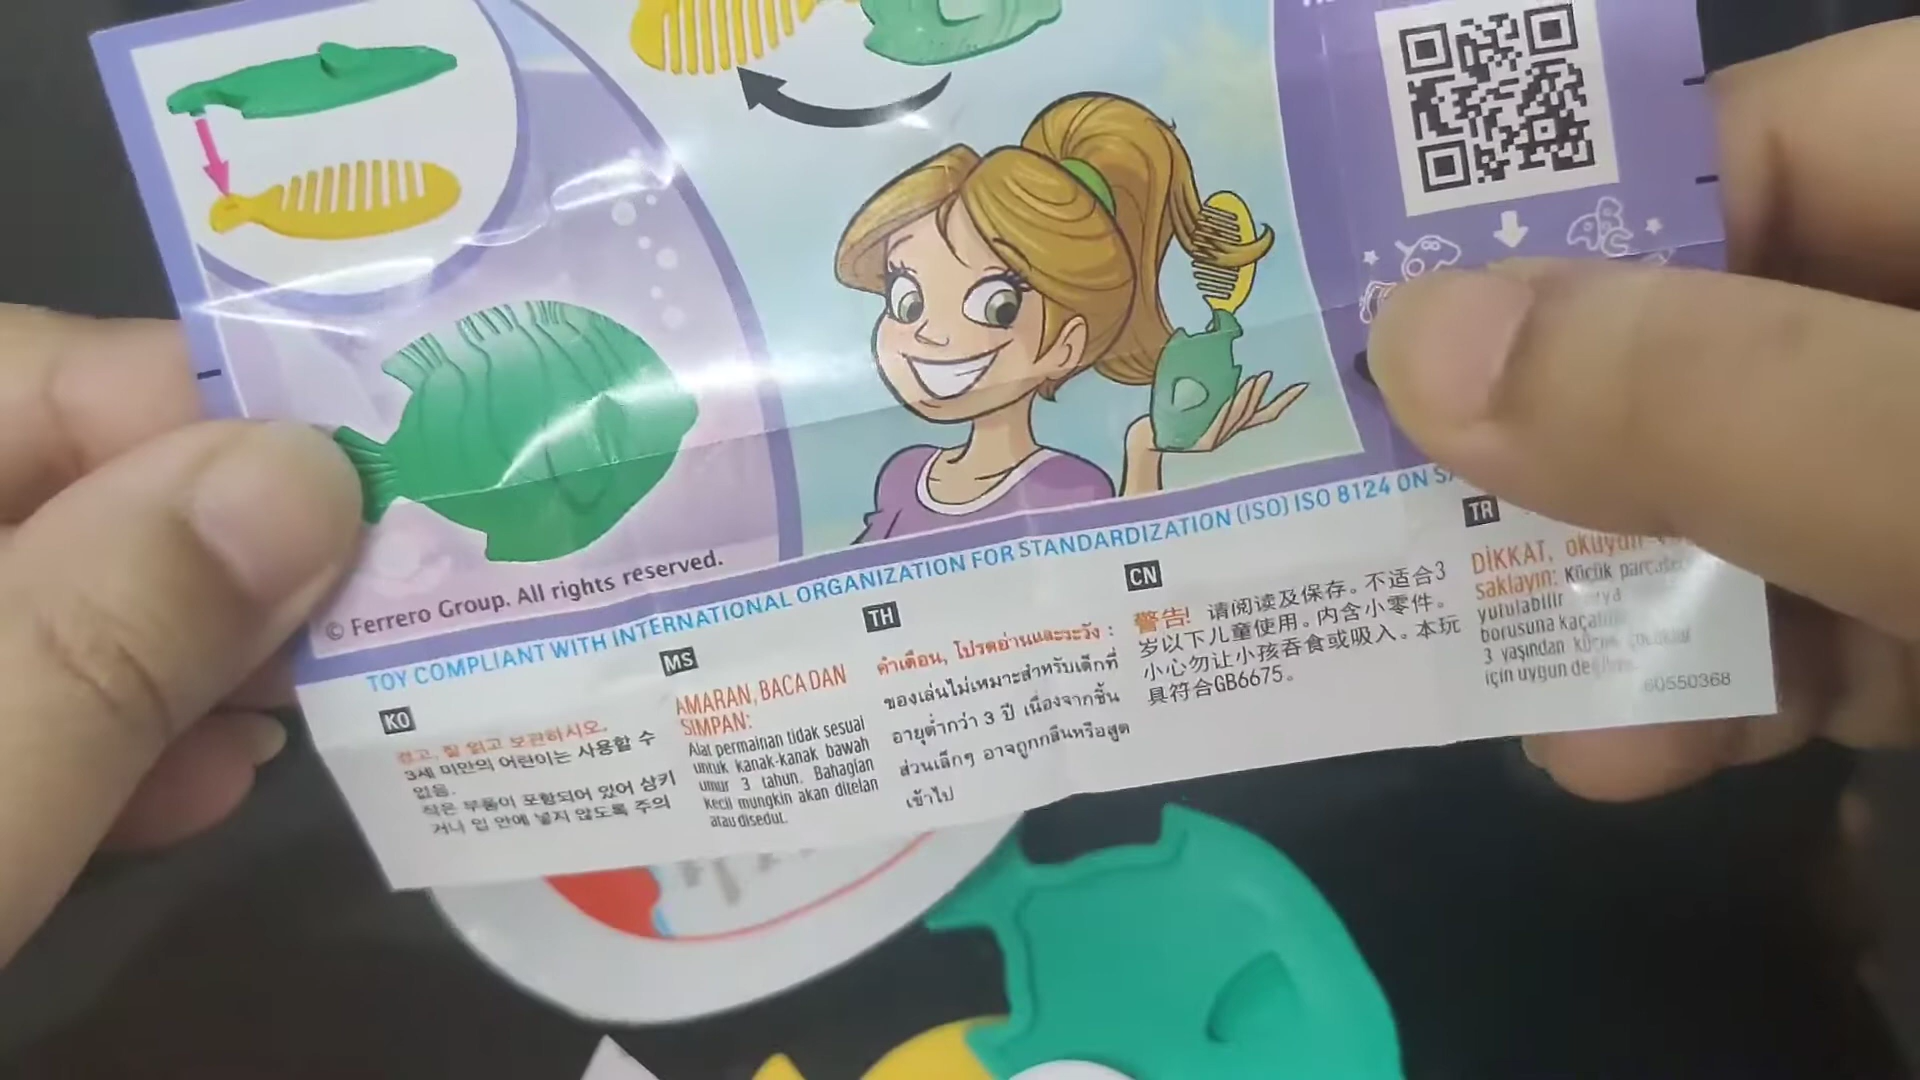 © Ferrero Group. All rights reserved.
TOY COMPLIANT WITH INTERNATIONAL ORGANIZATION FOR STANDARDIZATION (ISO) ISO 8124 ON
KO
경고, 잘 읽고 보관하시오.
3세 미만의 어린이는 사용할 수
없음.
작은 부품이 포함되어 있어 삼키
거나 입 안에 넣지 않도록 주의
MS
AMARAN, BACA DAN
SIMPAN:
Alat permainan tidak sesuai
untuk kanak-kanak bawah
umur 3 tahun. Bahagian
kecil mungkin akan ditelan
atau disedut.
TH
คำเตือน, โปรดอ่านและระวัง :
ของเล่นไม่เหมาะสำหรับเด็กที่
อายุต่ำกว่า 3 ปี เนื่องจากชิ้น
ส่วนเล็กๆ อาจถูกกลืนหรือสูด
เข้าไป
CN
警告! 请阅读及保存。不适合3
岁以下儿童使用。内含小零件。
小心勿让小孩吞食或吸入。本玩
具符合GB6675。
TR
DİKKAT, okuyun
saklayın: Küçük parçalar
yutulabilir veya
borusuna
3 yaşından küçük çocuklar
için uygun değildir.
60550368